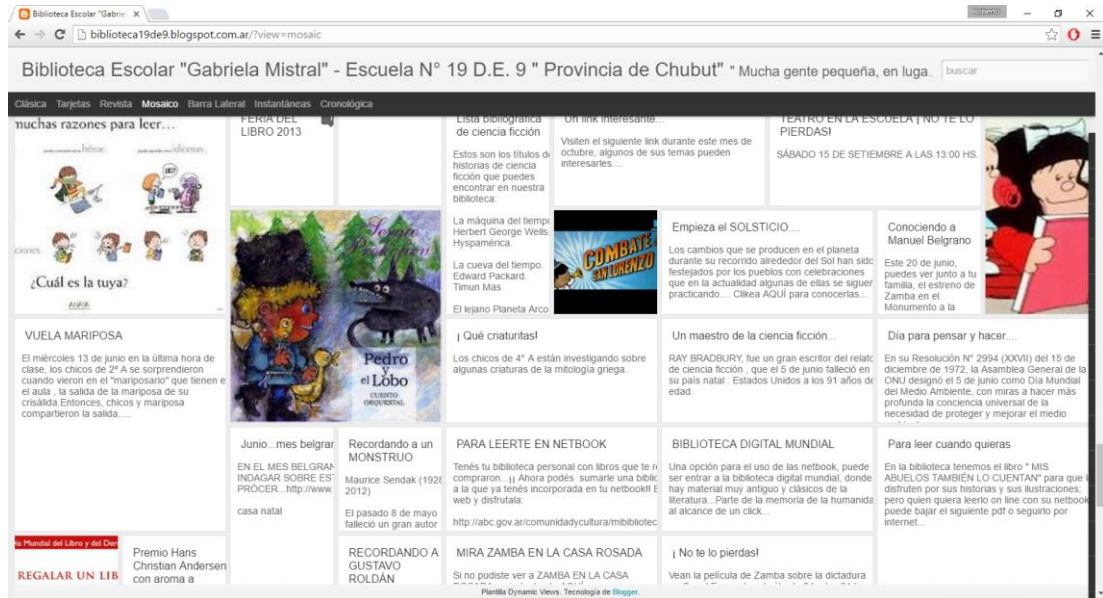 Biblioteca Escolar "Gabrie
biblioteca19de9.blogspot.com.ar/?view=mosaic
Biblioteca Escolar "Gabriela Mistral" - Escuela N° 19 D.E. 9 " Provincia de Chubut" " Mucha gente pequeña, en luga..
buscar
Clásica Tarjetas Revista Mosaico Barra Lateral Instantáneas Cronológica
muchas razones para leer…
¿Cuál es la tuya?
FERIA DEL
LIBRO 2013
Lista bibliográfica
de ciencia ficción
Estos son los títulos de
historias de ciencia
ficción que puedes
encontrar en nuestra
biblioteca:
La máquina del tiempo
Herbert George Wells.
Hyspamérica.
La cueva del tiempo.
Edward Packard.
Timun Mas
El lejano Planeta Arco
Un link interesante...
Visiten el siguiente link durante este mes de
octubre, algunos de sus temas pueden
interesarles....
TEATRO EN LA ESCUELA ¡ NO TE LO
PIERDAS!
SÁBADO 15 DE SETIEMBRE A LAS 13:00 HS.
Pedro
y el Lobo
CUENTO
ORQUESTAL
COMBATE
SAN LORENZO
Empieza el SOLSTICIO....
Los cambios que se producen en el planeta
durante su recorrido alrededor del Sol han sido
festejados por los pueblos con celebraciones
que en la actualidad algunas de ellas se siguen
practicando.... Clikea AQUÍ para conocerlas...
Conociendo a
Manuel Belgrano
Este 20 de junio,
puedes ver junto a tu
familia, el estreno de
Zamba en el
Monumento a la
VUELA MARIPOSA
El miércoles 13 de junio en la última hora de
clase, los chicos de 2º A se sorprendieron
cuando vieron en el "mariposario" que tienen e
el aula , la salida de la mariposa de su
crisálida.Entonces, chicos y mariposa
compartieron la salida.....
¡ Qué criaturitas!
Los chicos de 4° A están investigando sobre
algunas criaturas de la mitología griega.
Un maestro de la ciencia ficción...
RAY BRADBURY, fue un gran escritor del relato
de ciencia ficción , que el 5 de junio falleció en
su país natal : Estados Unidos a los 91 años de
edad.
Día para pensar y hacer....
En su Resolución N° 2994 (XXVII) del 15 de
diciembre de 1972, la Asamblea General de la
ONU designó el 5 de junio como Día Mundial
del Medio Ambiente, con miras a hacer más
profunda la conciencia universal de la
necesidad de proteger y mejorar el medio
Junio...mes belgran
EN EL MES BELGRAN
INDAGAR SOBRE EST
PRÓCER...http://www.
casa natal
Recordando a un
MONSTRUO
Maurice Sendak (1928
2012)
El pasado 8 de mayo
falleció un gran autor
PARA LEERTE EN NETBOOK
Tenés tu biblioteca personal con libros que te re
compraron...¡¡ Ahora podés sumarle una biblic
a la que ya tenés incorporada en tu netbook!! E
web y disfrutala:
http://abc.gov.ar/comunidadycultura/mibibliotec
BIBLIOTECA DIGITAL MUNDIAL
Una opción para el uso de las netbook, puede
ser entrar a la biblioteca digital mundial, donde
hay material muy antiguo y clásicos de la
literatura...Parte de la memoria de la humanida
al alcance de un click...
Para leer cuando quieras
En la biblioteca tenemos el libro " MIS
ABUELOS TAMBIÉN LO CUENTAN" para que l
disfruten por sus historias y sus ilustraciones;
pero quien quiera leerlo on line con su netbook
puede bajar el siguiente pdf o seguirlo por
internet...
ia Mundial del Libro y del Der
REGALAR UN LIB
Premio Hans
Christian Andersen
con aroma a
RECORDANDO A
GUSTAVO
ROLDÁN
MIRA ZAMBA EN LA CASA ROSADA
Si no pudiste ver a ZAMBA EN LA CASA
¡ No te lo pierdas!
Vean la película de Zamba sobre la dictadura
Plantilla Dynamic Views. Tecnología de Blogger.